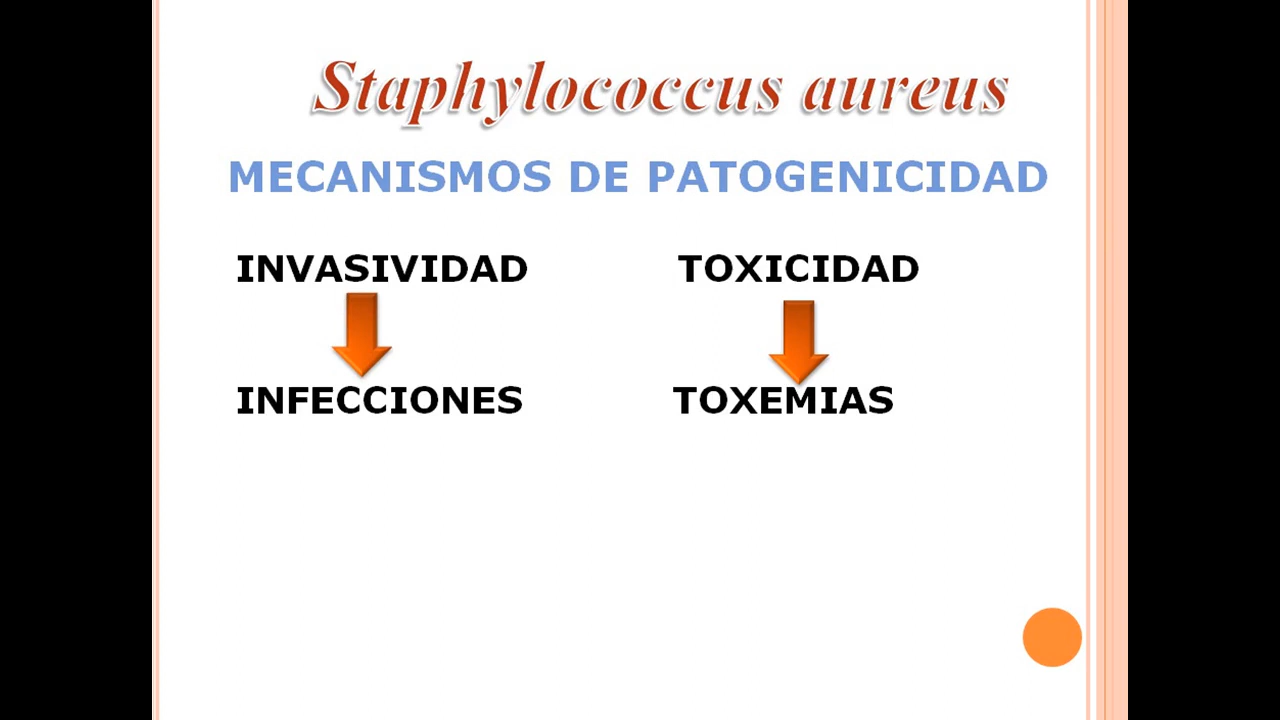 Staphylococcus aureus
MECANISMOS DE PATOGENICIDAD
INVASIVIDAD TOXICIDAD
INFECCIONES TOXEMIAS